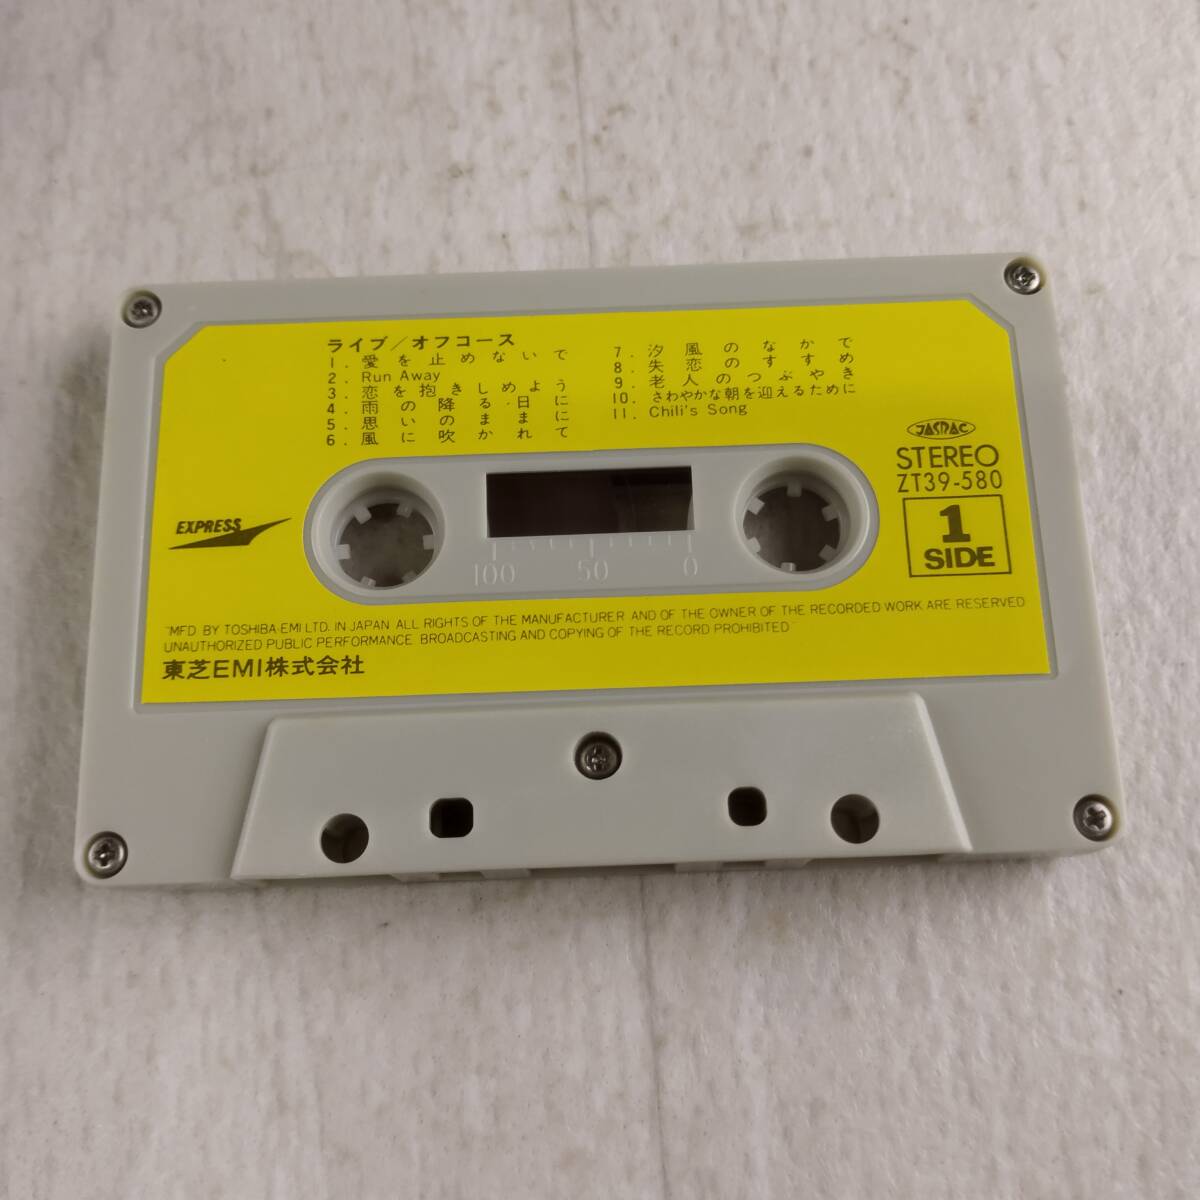 ライブ／オフコース
1. 愛を止めないで
2. Run Away
3. 恋を抱きしめよう
4. 雨の降る日に
5. 思いのままに
6. 風に吹かれて
7. 汐風のなかで
8. 失恋のすすめ
9. 老人のつぶやき
10. さわやかな朝を迎えるために
11. Chili's Song
JASRAC
STEREO
ZT39-580
1
SIDE
EXPRESS
100 50 0
"MFD BY TOSHIBA-EMI LTD. IN JAPAN ALL RIGHTS OF THE MANUFACTURER AND OF THE OWNER OF THE RECORDED WORK ARE RESERVED
UNAUTHORIZED PUBLIC PERFORMANCE BROADCASTING AND COPYING OF THE RECORD PROHIBITED"
東芝EMI株式会社